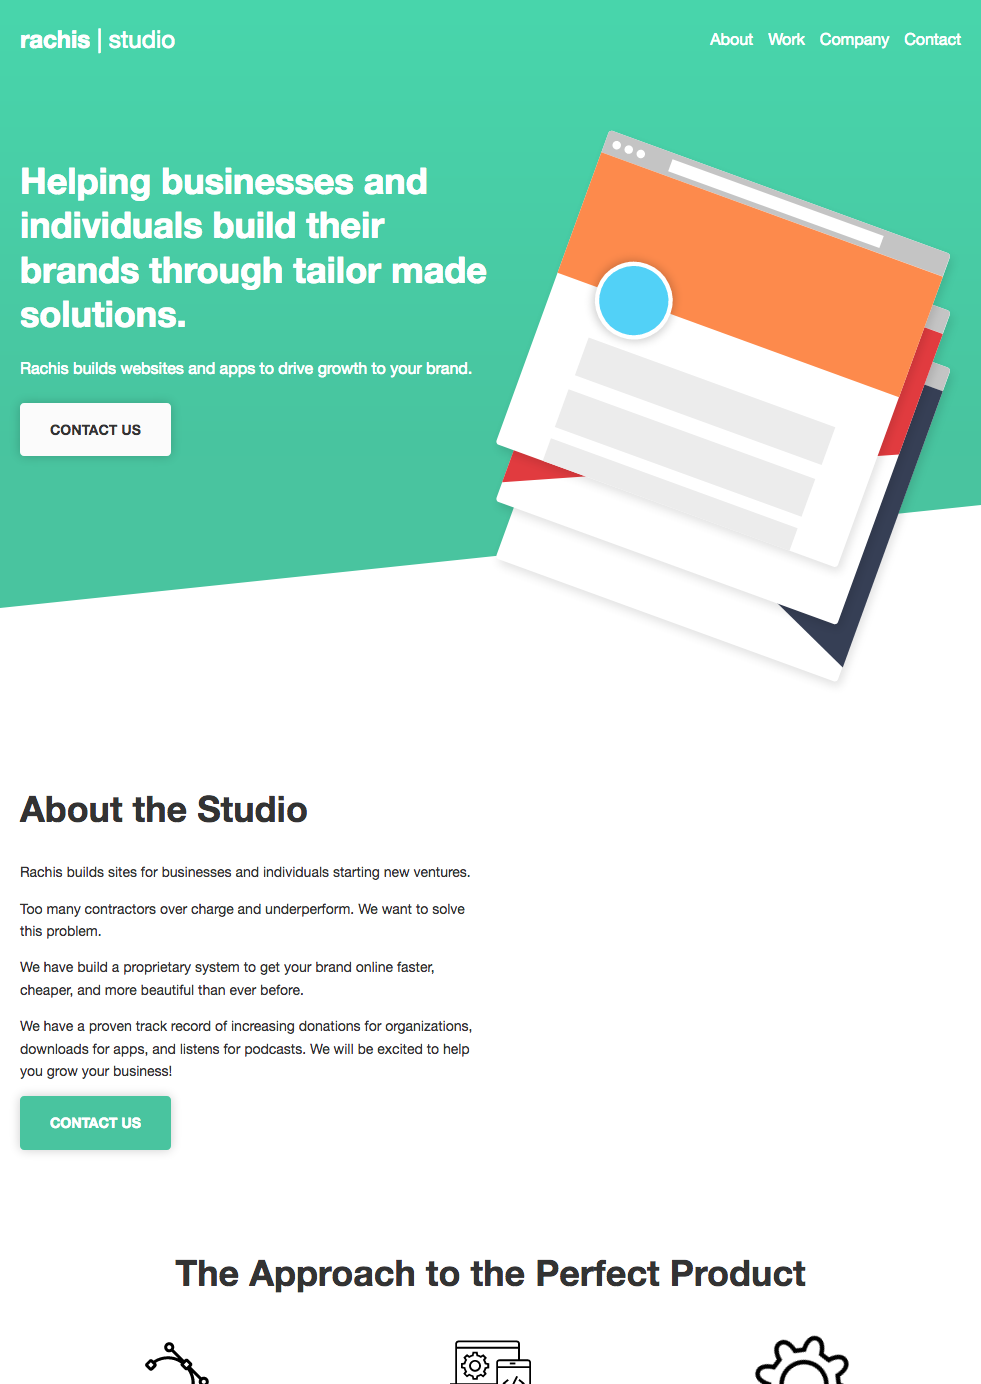 rachis | studio
About Work Company Contact
Helping businesses and
individuals build their
brands through tailor made
solutions.
Rachis builds websites and apps to drive growth to your brand.
CONTACT US
About the Studio
Rachis builds sites for businesses and individuals starting new ventures.
Too many contractors over charge and underperform. We want to solve
this problem.
We have build a proprietary system to get your brand online faster,
cheaper, and more beautiful than ever before.
We have a proven track record of increasing donations for organizations,
downloads for apps, and listens for podcasts. We will be excited to help
you grow your business!
CONTACT US
The Approach to the Perfect Product